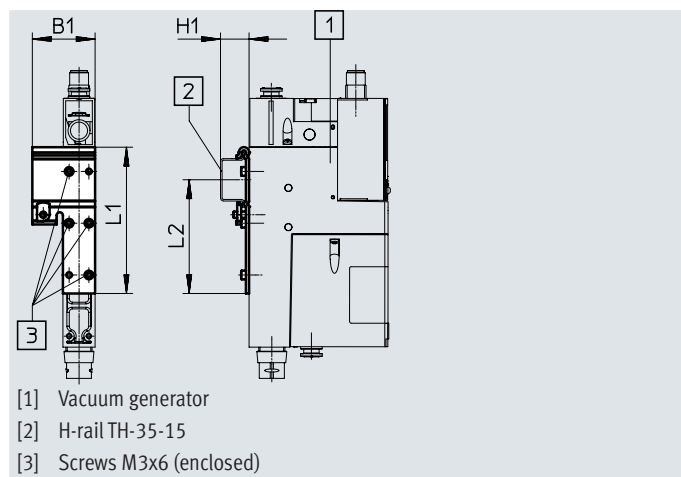 B1
H1
1
2
L1
L2
3
[1] Vacuum generator
[2] H-rail TH-35-15
[3] Screws M3x6 (enclosed)